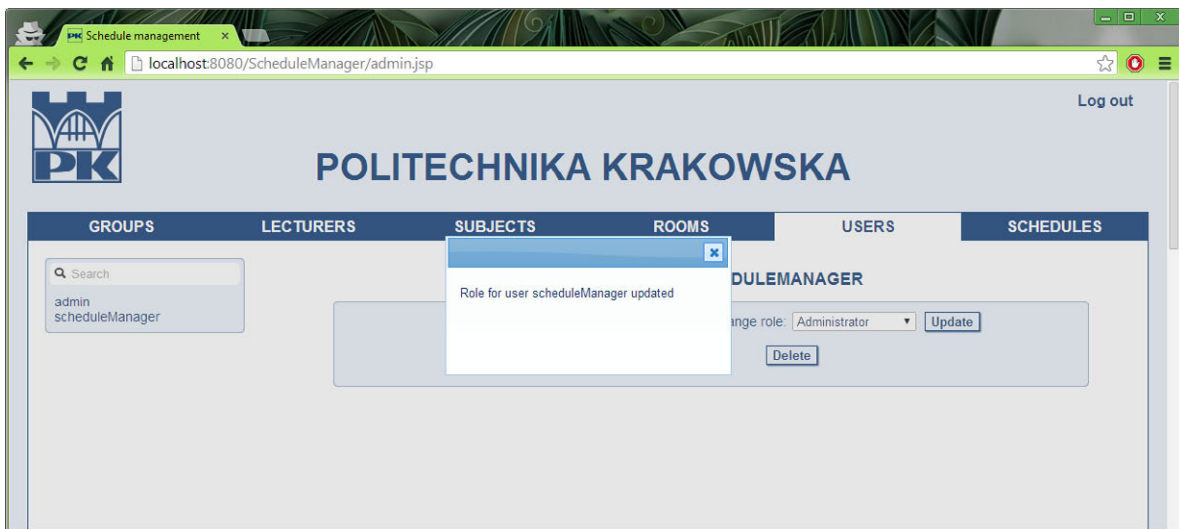 PK Schedule management
localhost:8080/ScheduleManager/admin.jsp
Log out
PK
POLITECHNIKA KRAKOWSKA
GROUPS LECTURERS SUBJECTS ROOMS USERS SCHEDULES
Search
admin
scheduleManager
DULEMANAGER
Role for user scheduleManager updated
ange role: Administrator Update
Delete